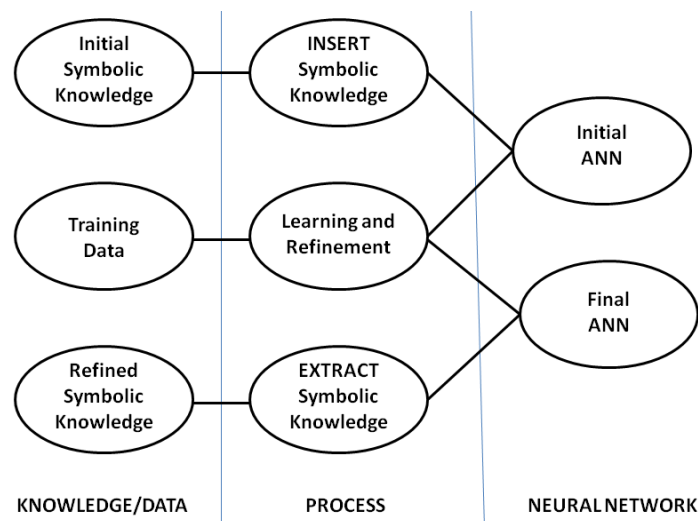 Initial
Symbolic
Knowledge
INSERT
Symbolic
Knowledge
Initial
ANN
Training
Data
Learning and
Refinement
Final
ANN
Refined
Symbolic
Knowledge
EXTRACT
Symbolic
Knowledge
KNOWLEDGE/DATA
PROCESS
NEURAL NETWORK